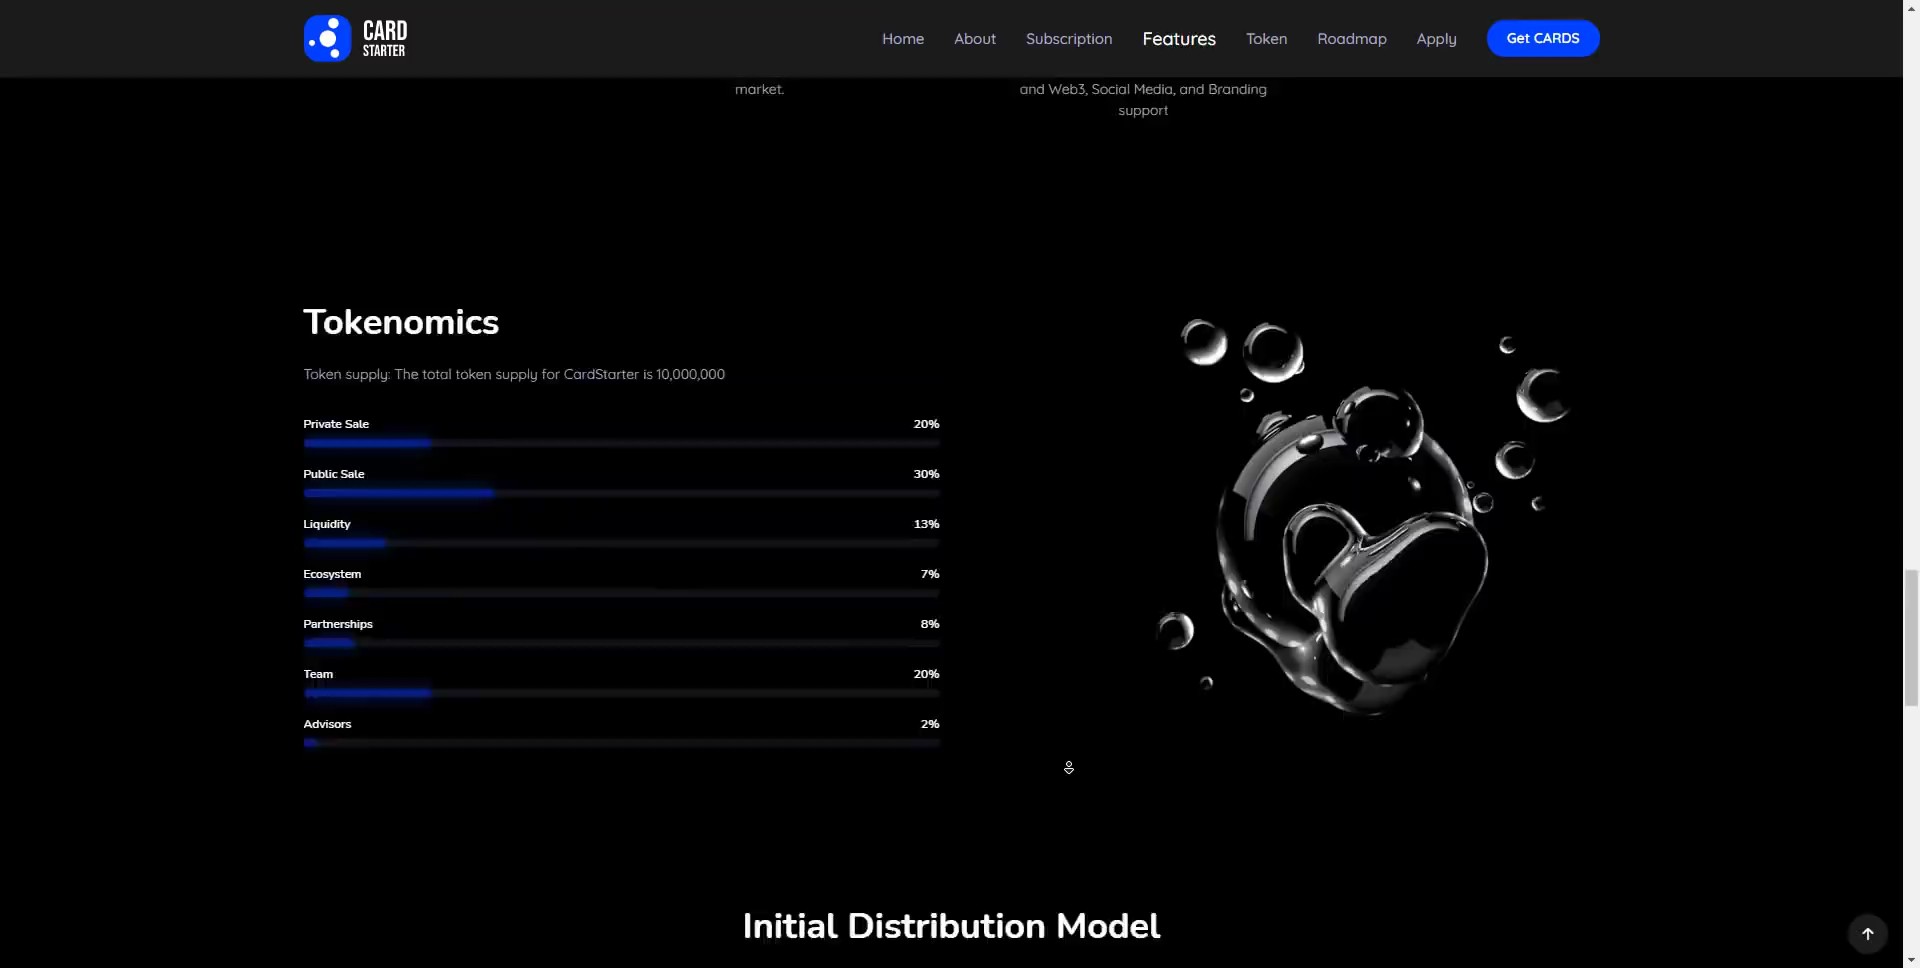 CARD
STARTER
Home About Subscription Features Token Roadmap Apply Get CARDS
market.
and Web3, Social Media, and Branding
support
Tokenomics
Token supply: The total token supply for CardStarter is 10,000,000
Private Sale 20%
Public Sale 30%
Liquidity 13%
Ecosystem 7%
Partnerships 8%
Team 20%
Advisors 2%
Initial Distribution Model